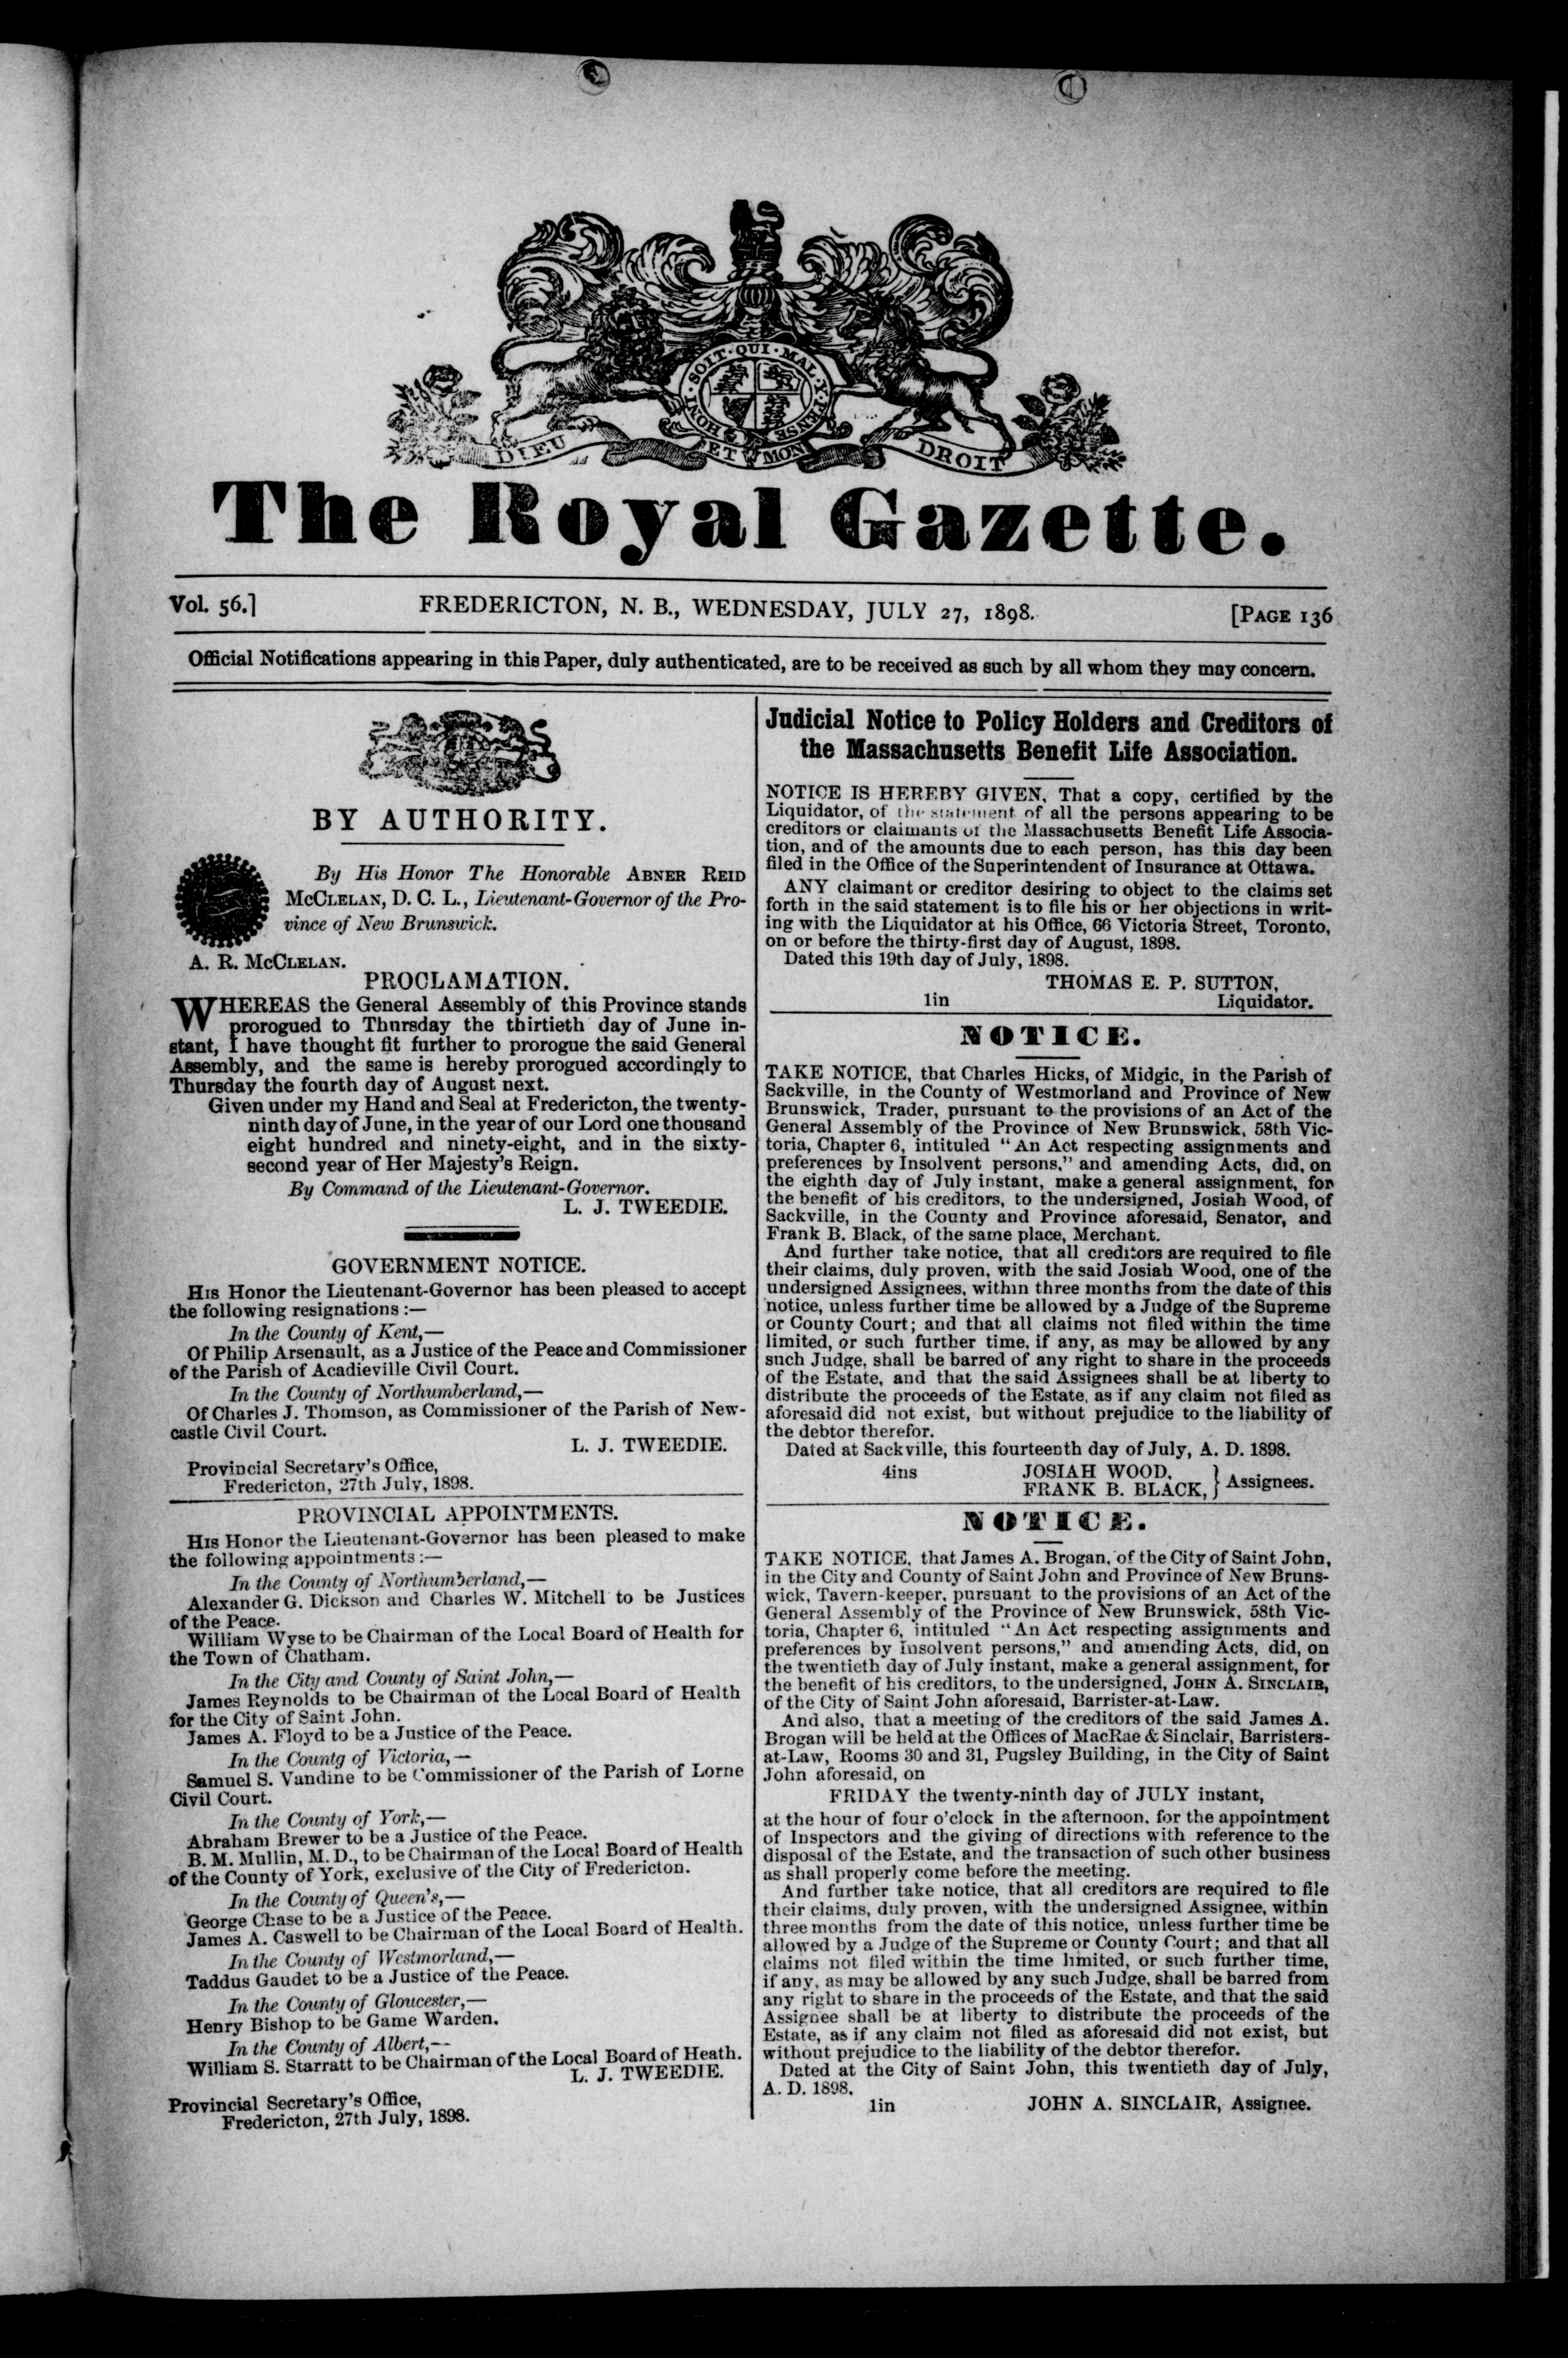 HONI · SOIT · QUI · MAL · Y · PENSE
DIEU ET MON DROIT
The Royal Gazette.
Vol. 56.]
FREDERICTON, N. B., WEDNESDAY, JULY 27, 1898.
[PAGE 136
Official Notifications appearing in this Paper, duly authenticated, are to be received as such by all whom they may concern.
BY AUTHORITY.
By His Honor The Honorable ABNER REID
MCCLELAN, D. C. L., Lieutenant-Governor of the Pro-
vince of New Brunswick.
A. R. MCCLELAN.
PROCLAMATION.
WHEREAS the General Assembly of this Province stands
prorogued to Thursday the thirtieth day of June in-
stant, I have thought fit further to prorogue the said General
Assembly, and the same is hereby prorogued accordingly to
Thursday the fourth day of August next.
Given under my Hand and Seal at Fredericton, the twenty-
ninth day of June, in the year of our Lord one thousand
eight hundred and ninety-eight, and in the sixty-
second year of Her Majesty's Reign.
By Command of the Lieutenant-Governor.
L. J. TWEEDIE.
GOVERNMENT NOTICE.
HIS Honor the Lieutenant-Governor has been pleased to accept
the following resignations :—
In the County of Kent,—
Of Philip Arsenault, as a Justice of the Peace and Commissioner
of the Parish of Acadieville Civil Court.
In the County of Northumberland,—
Of Charles J. Thomson, as Commissioner of the Parish of New-
castle Civil Court.
L. J. TWEEDIE.
Provincial Secretary's Office,
Fredericton, 27th July, 1898.
PROVINCIAL APPOINTMENTS.
HIS Honor the Lieutenant-Governor has been pleased to make
the following appointments :—
In the County of Northumberland,—
Alexander G. Dickson and Charles W. Mitchell to be Justices
of the Peace.
William Wyse to be Chairman of the Local Board of Health for
the Town of Chatham.
In the City and County of Saint John,—
James Reynolds to be Chairman of the Local Board of Health
for the City of Saint John.
James A. Floyd to be a Justice of the Peace.
In the Countg of Victoria,—
Samuel S. Vandine to be Commissioner of the Parish of Lorne
Civil Court.
In the County of York,—
Abraham Brewer to be a Justice of the Peace.
B. M. Mullin, M. D., to be Chairman of the Local Board of Health
of the County of York, exclusive of the City of Fredericton.
In the County of Queen's,—
George Chase to be a Justice of the Peace.
James A. Caswell to be Chairman of the Local Board of Health.
In the County of Westmorland,—
Taddus Gaudet to be a Justice of the Peace.
In the County of Gloucester,—
Henry Bishop to be Game Warden.
In the County of Albert,—
William S. Starratt to be Chairman of the Local Board of Heath.
L. J. TWEEDIE.
Provincial Secretary's Office,
Fredericton, 27th July, 1898.
Judicial Notice to Policy Holders and Creditors of
the Massachusetts Benefit Life Association.
NOTICE IS HEREBY GIVEN, That a copy, certified by the
Liquidator, of the statement of all the persons appearing to be
creditors or claimants of the Massachusetts Benefit Life Associa-
tion, and of the amounts due to each person, has this day been
filed in the Office of the Superintendent of Insurance at Ottawa.
ANY claimant or creditor desiring to object to the claims set
forth in the said statement is to file his or her objections in writ-
ing with the Liquidator at his Office, 66 Victoria Street, Toronto,
on or before the thirty-first day of August, 1898.
Dated this 19th day of July, 1898.
THOMAS E. P. SUTTON,
1in Liquidator.
NOTICE.
TAKE NOTICE, that Charles Hicks, of Midgic, in the Parish of
Sackville, in the County of Westmorland and Province of New
Brunswick, Trader, pursuant to the provisions of an Act of the
General Assembly of the Province of New Brunswick, 58th Vic-
toria, Chapter 6, intituled "An Act respecting assignments and
preferences by Insolvent persons," and amending Acts, did, on
the eighth day of July instant, make a general assignment, for
the benefit of his creditors, to the undersigned, Josiah Wood, of
Sackville, in the County and Province aforesaid, Senator, and
Frank B. Black, of the same place, Merchant.
And further take notice, that all creditors are required to file
their claims, duly proven, with the said Josiah Wood, one of the
undersigned Assignees, within three months from the date of this
notice, unless further time be allowed by a Judge of the Supreme
or County Court; and that all claims not filed within the time
limited, or such further time, if any, as may be allowed by any
such Judge, shall be barred of any right to share in the proceeds
of the Estate, and that the said Assignees shall be at liberty to
distribute the proceeds of the Estate, as if any claim not filed as
aforesaid did not exist, but without prejudice to the liability of
the debtor therefor.
Dated at Sackville, this fourteenth day of July, A. D. 1898.
4ins JOSIAH WOOD,
FRANK B. BLACK, } Assignees.
NOTICE.
TAKE NOTICE, that James A. Brogan, of the City of Saint John,
in the City and County of Saint John and Province of New Bruns-
wick, Tavern-keeper, pursuant to the provisions of an Act of the
General Assembly of the Province of New Brunswick, 58th Vic-
toria, Chapter 6, intituled "An Act respecting assignments and
preferences by Insolvent persons," and amending Acts, did, on
the twentieth day of July instant, make a general assignment, for
the benefit of his creditors, to the undersigned, JOHN A. SINCLAIR,
of the City of Saint John aforesaid, Barrister-at-Law.
And also, that a meeting of the creditors of the said James A.
Brogan will be held at the Offices of MacRae & Sinclair, Barristers-
at-Law, Rooms 30 and 31, Pugsley Building, in the City of Saint
John aforesaid, on
FRIDAY the twenty-ninth day of JULY instant,
at the hour of four o'clock in the afternoon, for the appointment
of Inspectors and the giving of directions with reference to the
disposal of the Estate, and the transaction of such other business
as shall properly come before the meeting.
And further take notice, that all creditors are required to file
their claims, duly proven, with the undersigned Assignee, within
three months from the date of this notice, unless further time be
allowed by a Judge of the Supreme or County Court; and that all
claims not filed within the time limited, or such further time,
if any, as may be allowed by any such Judge, shall be barred from
any right to share in the proceeds of the Estate, and that the said
Assignee shall be at liberty to distribute the proceeds of the
Estate, as if any claim not filed as aforesaid did not exist, but
without prejudice to the liability of the debtor therefor.
Dated at the City of Saint John, this twentieth day of July,
A. D. 1898.
1in JOHN A. SINCLAIR, Assignee.